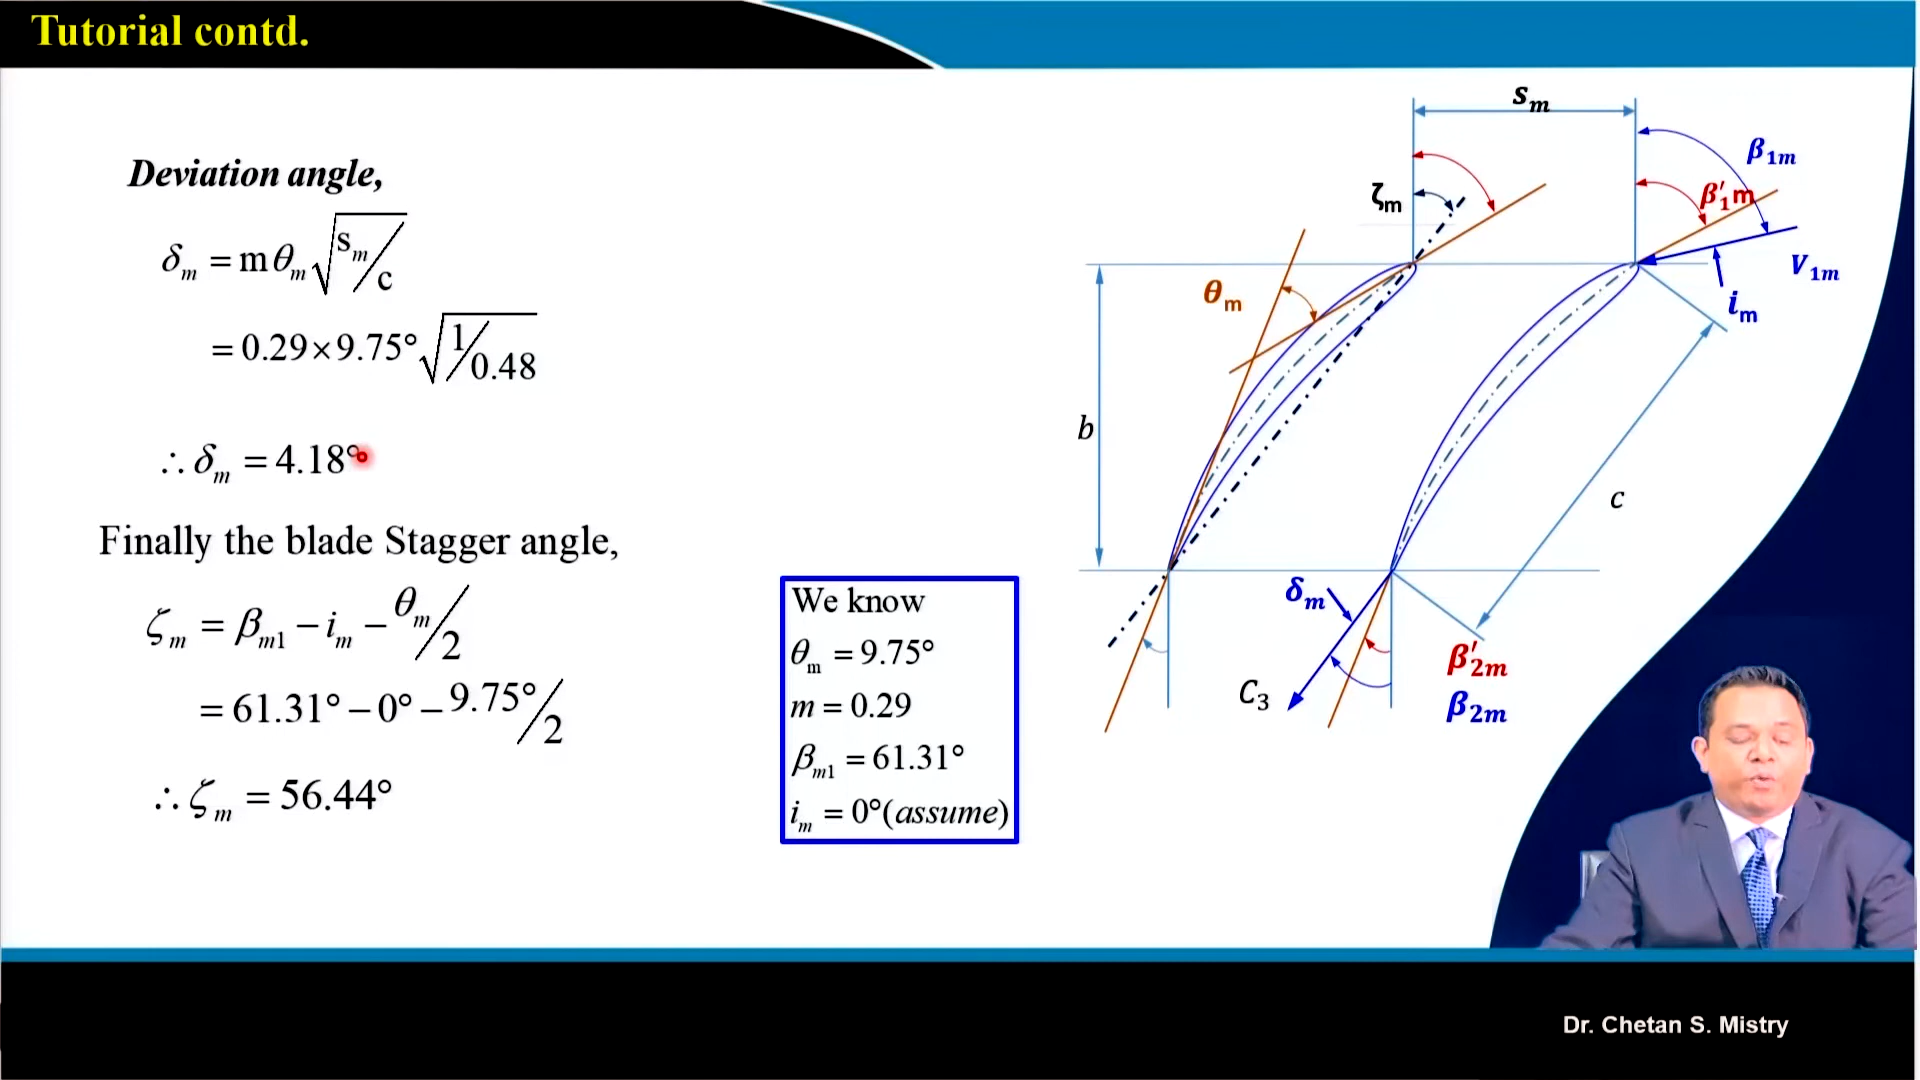 Tutorial contd.
Deviation angle,
δₘ = mθₘ√(sₘ/c)
= 0.29×9.75°√(1/0.48)
∴ δₘ = 4.18°
Finally the blade Stagger angle,
ζₘ = βₘ₁ − iₘ − θₘ/2
= 61.31° − 0° − 9.75°/2
∴ ζₘ = 56.44°
We know
θₘ = 9.75°
m = 0.29
βₘ₁ = 61.31°
iₘ = 0°(assume)
sₘ
β₁ₘ
ζₘ
β′₁m
V₁ₘ
θₘ
iₘ
b
c
δₘ
β′₂ₘ
C₃
β₂ₘ
Dr. Chetan S. Mistry